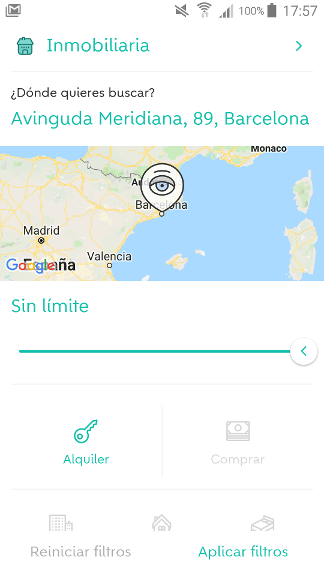 100% 17:57
Inmobiliaria
¿Dónde quieres buscar?
Avinguda Meridiana, 89, Barcelona
Monaco
Barcelona
Madrid
Valencia
Google
España
Sin límite
Alquiler
Comprar
Reiniciar filtros
Aplicar filtros